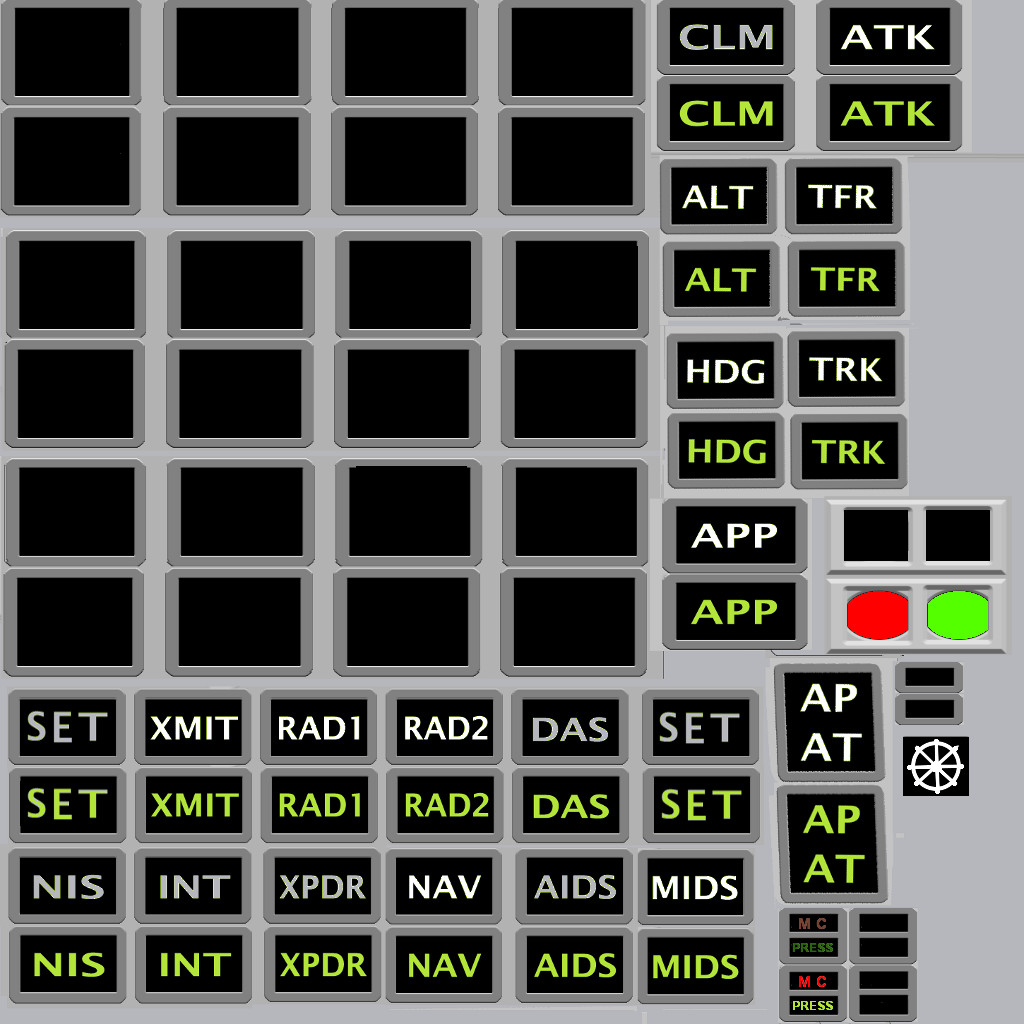 CLM ATK
CLM ATK
ALT TFR
ALT TFR
HDG TRK
HDG TRK
APP
APP
SET XMIT RAD1 RAD2 DAS SET
SET XMIT RAD1 RAD2 DAS SET
NIS INT XPDR NAV AIDS MIDS
NIS INT XPDR NAV AIDS MIDS
AP
AT
AP
AT
M C
PRESS
M C
PRESS